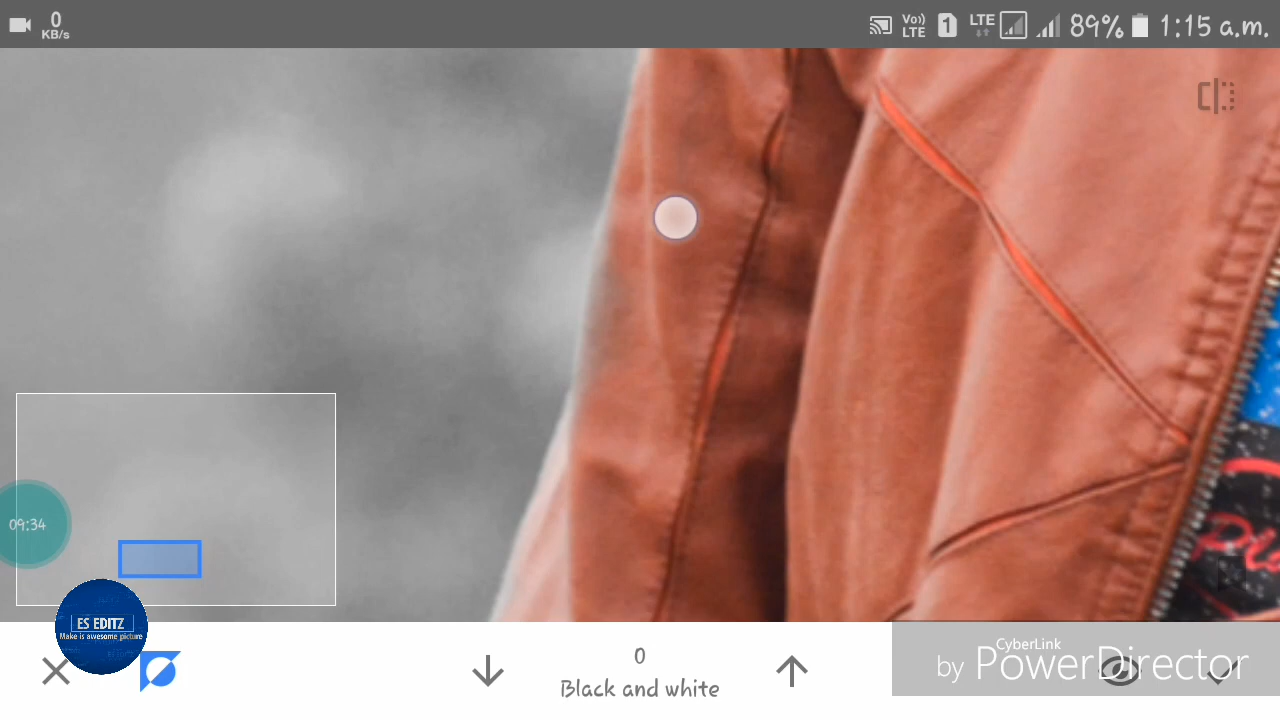 0
KB/s
Vo))
LTE
1
LTE
89%
1:15 a.m.
Pl
09:34
ES EDITZ
Make is awesome picture
0
Black and white
CyberLink
by PowerDirector